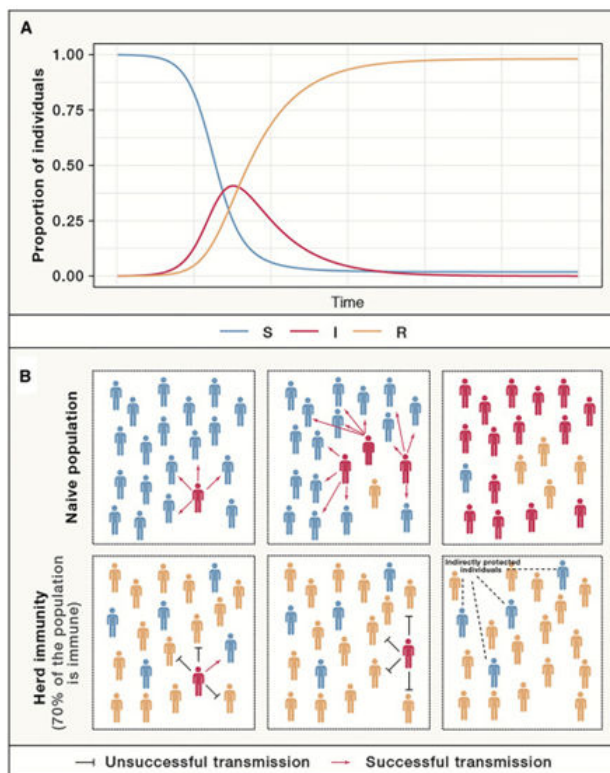 A
Proportion of individuals
1.00
0.75
0.50
0.25
0.00
Time
S I R
B
Naive population
Herd immunity
(70% of the population
is immune)
Indirectly protected
individuals
Unsuccessful transmission Successful transmission